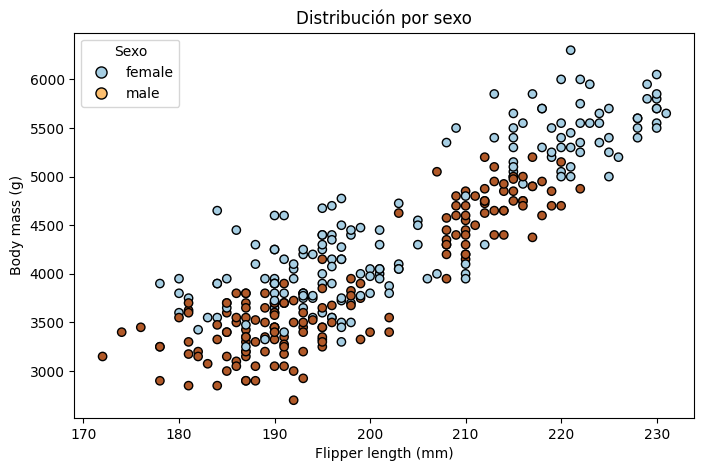 Distribución por sexo
Sexo
female
male
6000
5500
5000
4500
4000
3500
3000
Body mass (g)
170
180
190
200
210
220
230
Flipper length (mm)